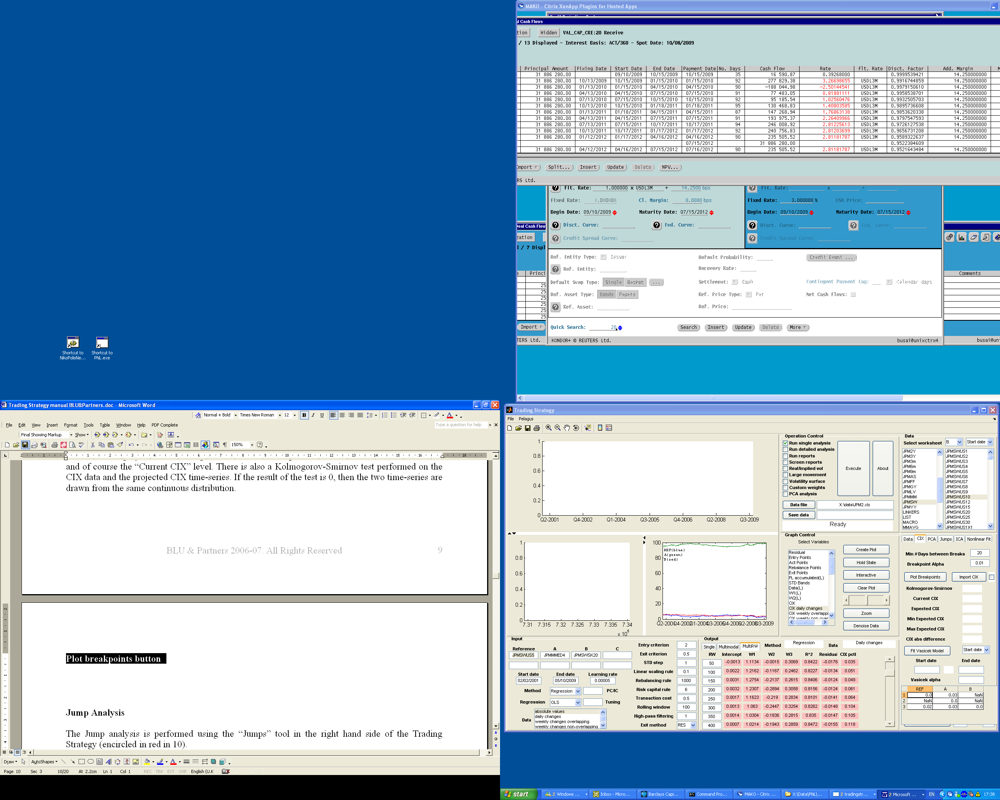 MAKO - Citrix XenApp Plugins for Hosted Apps
l Cash Flows
tion Hidden VAL_CAP_CRE:20 Receive
/ 13 Displayed - Interest Basis: ACT/360 - Spot Date: 10/08/2009
Principal Amount Fixing Date Start Date End Date Payment Date No. Days Cash Flow Rate Flt. Rate Disct. Factor Add. Margin
31 886 280.00 09/10/2009 10/15/2009 10/15/2009 35 16 590.87 0.39268000 0.9999539421 14.250000000
31 886 280.00 10/13/2009 10/15/2009 01/15/2010 01/15/2010 92 277 829.38 3.26698655 USDL3M 0.9916744859 14.250000000
31 886 280.00 01/13/2010 01/15/2010 04/15/2010 04/15/2010 90 -188 044.98 -2.50144541 USDL3M 0.9979150610 14.250000000
31 886 280.00 04/13/2010 04/15/2010 07/15/2010 07/15/2010 91 77 483.05 0.81881111 USDL3M 0.9958538701 14.250000000
31 886 280.00 07/13/2010 07/15/2010 10/15/2010 10/15/2010 92 95 185.54 1.02560476 USDL3M 0.9932505703 14.250000000
31 886 280.00 10/13/2010 10/15/2010 01/18/2011 01/18/2011 95 130 468.83 1.40803585 USDL3M 0.9895736608 14.250000000
31 886 280.00 01/13/2011 01/18/2011 04/15/2011 04/15/2011 87 147 268.94 1.76863138 USDL3M 0.9853620338 14.250000000
31 886 280.00 04/13/2011 04/15/2011 07/15/2011 07/15/2011 91 193 975.37 2.26409966 USDL3M 0.9797547593 14.250000000
31 886 280.00 07/13/2011 07/15/2011 10/17/2011 10/17/2011 94 246 008.92 2.81225613 USDL3M 0.9726127538 14.250000000
31 886 280.00 10/13/2011 10/17/2011 01/17/2012 01/17/2012 92 240 756.83 2.81203699 USDL3M 0.9656731208 14.250000000
31 886 280.00 01/12/2012 01/17/2012 04/16/2012 04/16/2012 90 235 505.52 2.81181787 USDL3M 0.9589322637 14.250000000
07/15/2012 31 886 280.00 0.9522384609
31 886 280.00 04/12/2012 04/16/2012 07/15/2012 07/16/2012 90 235 505.52 2.81181787 USDL3M 0.9521643484 14.250000000
Import Split... Insert Update Delete NPV...
RS Ltd.
Flt. Rate: 1.000000 x USDL3M + 14.2500 bps Flt. Rate: x +
Fixed Rate: 1.000000 Cl. Margin: 0.0000 bps Fixed Rate: 3.000000 % USD Price:
Begin Date: 09/10/2009 Maturity Date: 07/15/2012 Begin Date: 09/10/2009 Maturity Date: 07/15/2012
eal Cash Flow Disct. Curve: Fwd. Curve: Disct. Curve: Fwd. Curve:
zation Credit Spread Curve: Credit Spread Curve:
d / 7 Displ
Ref. Entity Type: Issuer Default Probability: Credit Event ...
Ref. Entity: Recovery Rate:
e Princi Comments
Default Swap Type: Single Basket ... Settlement: Cash Contingent Payment Lag: Calendar days
25
25
25
25
25
25
Ref. Asset Type: Bonds Papers Ref. Price Type: Par Net Cash Flows:
Ref. Asset: Ref. Price:
Import Quick Search: 20 Search Insert Update Delete More
TERS Ltd. KONDOR+ © REUTERS Ltd. busai@unixctrx4 busai@un
Shortcut to NikoPolisNe...
Shortcut to PNL.exe
Trading Strategy manual BLU&Partners.doc - Microsoft Word
Normal + Bold Times New Roman 12 B I U
File Edit View Insert Format Tools Table Window Help PDF Complete Type a question for help
Final Showing Markup Show
150%
2 1 1 2 3 4 5 6 7 8 9 10 11 12 13 14 15 16 18
and of course the “Current CIX” level. There is also a Kolmogorov-Smirnov test performed on the
CIX data and the projected CIX time-series. If the result of the test is 0, then the two time-series are
drawn from the same continuous distribution.
BLU & Partners 2006-07. All Rights Reserved 9
Plot breakpoints button
Jump Analysis
The Jump analysis is performed using the “Jumps” tool in the right hand side of the Trading
Strategy (encircled in red in 10).
Draw AutoShapes
Page 10 Sec 3 10/20 At 2.2cm Ln 1 Col 1 REC TRK EXT OVR English (U.K
Trading Strategy
File Pelagus
1
0.8
0.6
0.4
0.2
0
Q2-2001 Q4-2002 Q1-2004 Q3-2005 Q4-2006 Q2-2008 Q3-2009
1
0.8
0.6
0.4
0.2
0
7.31 7.315 7.32 7.325 7.33 7.335 7.34
x 10^5
100
80
60
40
20
0
REF(blue)
A(green)
B(red)
Q2-2000 Q4-2002 Q1-2004 Q3-2005 Q4-2006 Q2-2008 Q3-2009
Operation Control
Run single analysis
Run detailed analysis
Run reports
Screen reports
Real/Implied vol
Large movement
Volatility surface
Custom weights
PCA analysis
Execute About
Data file X:\data\JPM2.xls
Save data
Ready
Data
Select worksheet B Start date
JPM2Y JPMSWUS1
JPM3Y JPMSWUS2
JPM3m JPMSWUS3
JPM6m JPMSWUS4
JPM9m JPMSWUS5
JPMAS JPMSWUS6
JPMFF JPMSWUS7
JPMGY JPMSWUS8
JPMLV JPMSWUS9
JPMMM JPMSWUS10
JPMSW JPMSWUS12
JPMYY JPMSWUS15
LINKERS JPMSWUS20
LIST JPMSWUS25
MACRO JPMSWUS30
MMAVG JPMSWUS1X1
Graph Control
Select Variables
Residual
Entry Points
Act Points
Rebalance Points
Exit Points
PL accumulated(L)
STD Bands
Data(L)
W1(L)
W2(L)
CIX
CIX daily changes
CIX weekly overlappi
CIX weekly non-over
Create Plot
Hold State
Interactive
Clear Plot
Zoom
Denoise Data
Data CIX PCA Jumps ICA Nonlinear Fit
Min # Days between Breaks 20
Breakpoint Alpha 0.01
Plot Breakpoints Import CIX
Kolmogorov-Smirnov
Current CIX
Expected CIX
Min Expected CIX
Max Expected CIX
CIX abs difference
Fit Vasicek Model Start date
Start date End date
Vasicek alpha
REF A B
1 0.0 0.03 NaN
2 NaN 0.0 NaN
3 0.02 0.03 0.0
Input
Reference A B C
JPMSWUS5 JPMMMED4 JPMSWSK20
Start date End date Learning rate
02/02/2001 05/10/2009 0.00005
Method Regression PC/IC
Regression OLS Tuning
Data absolute values
daily changes
weekly changes overlapping
weekly changes non-overlapping
Entry criterion 2
Exit criterion 0.5
STD step 1
Linear scaling rule 0.1
Rebalancing rule 1000
Risk capital rule 6
Transaction cost 0.5
Rolling window 100
High-pass filtering 1
Exit method RES
Output
Single Multimodal MultiRW Method Regression Data Daily changes
RW Intercept W1 W2 W3 R^2 Residual CIX pctl
50 -0.0013 1.1134 -0.0015 0.3069 0.8422 -0.0176 0.035
100 0.0022 1.2162 -0.1167 0.2462 0.8227 -0.0134 0.051
150 0.0031 1.2754 -0.2137 0.2615 0.8406 -0.0124 0.049
200 0.0032 1.2307 -0.2894 0.3058 0.8156 -0.0124 0.061
250 0.0017 1.1623 -0.219 0.2834 0.8101 -0.0141 0.064
300 0.0013 1.063 -0.2447 0.3254 0.8262 -0.0148 0.104
350 0.0014 1.0304 -0.1836 0.2815 0.835 -0.0147 0.105
400 0.0007 1.0214 -0.1943 0.2859 0.8472 -0.0155 0.118
start 2 Windows ... Inbox - Micro... Barclays Capi... Command Pro... MAKO - Citrix ... X:\Data\PNL\... 2 tradingstr... 2 Microsoft ... EN 17:38